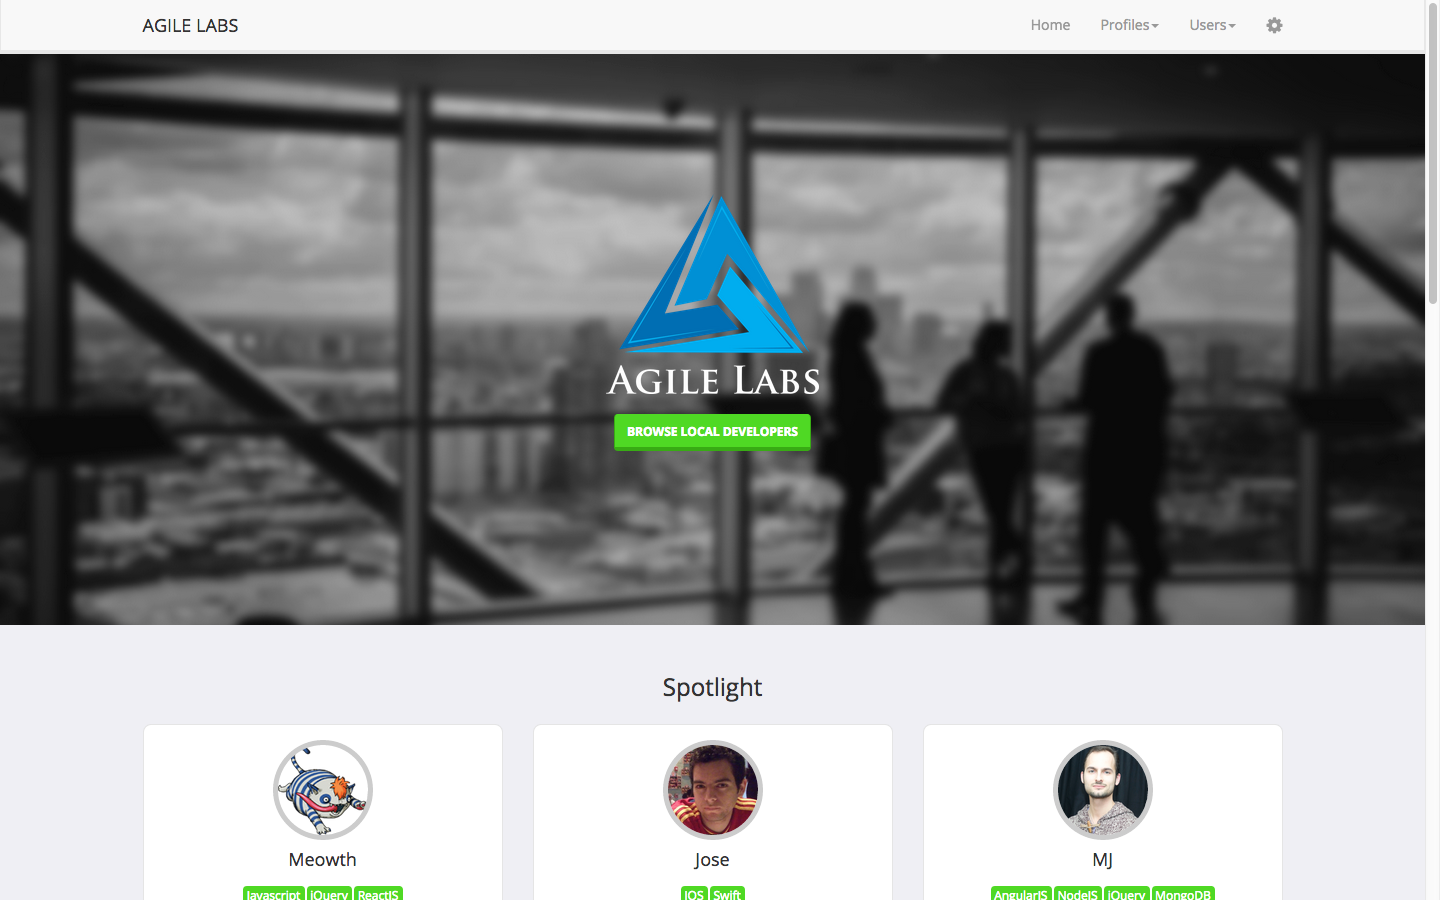 AGILE LABS
Home Profiles Users
AGILE LABS
BROWSE LOCAL DEVELOPERS
Spotlight
Meowth
Javascript jQuery ReactJS
Jose
iOS Swift
MJ
AngularJS NodeJS jQuery MongoDB